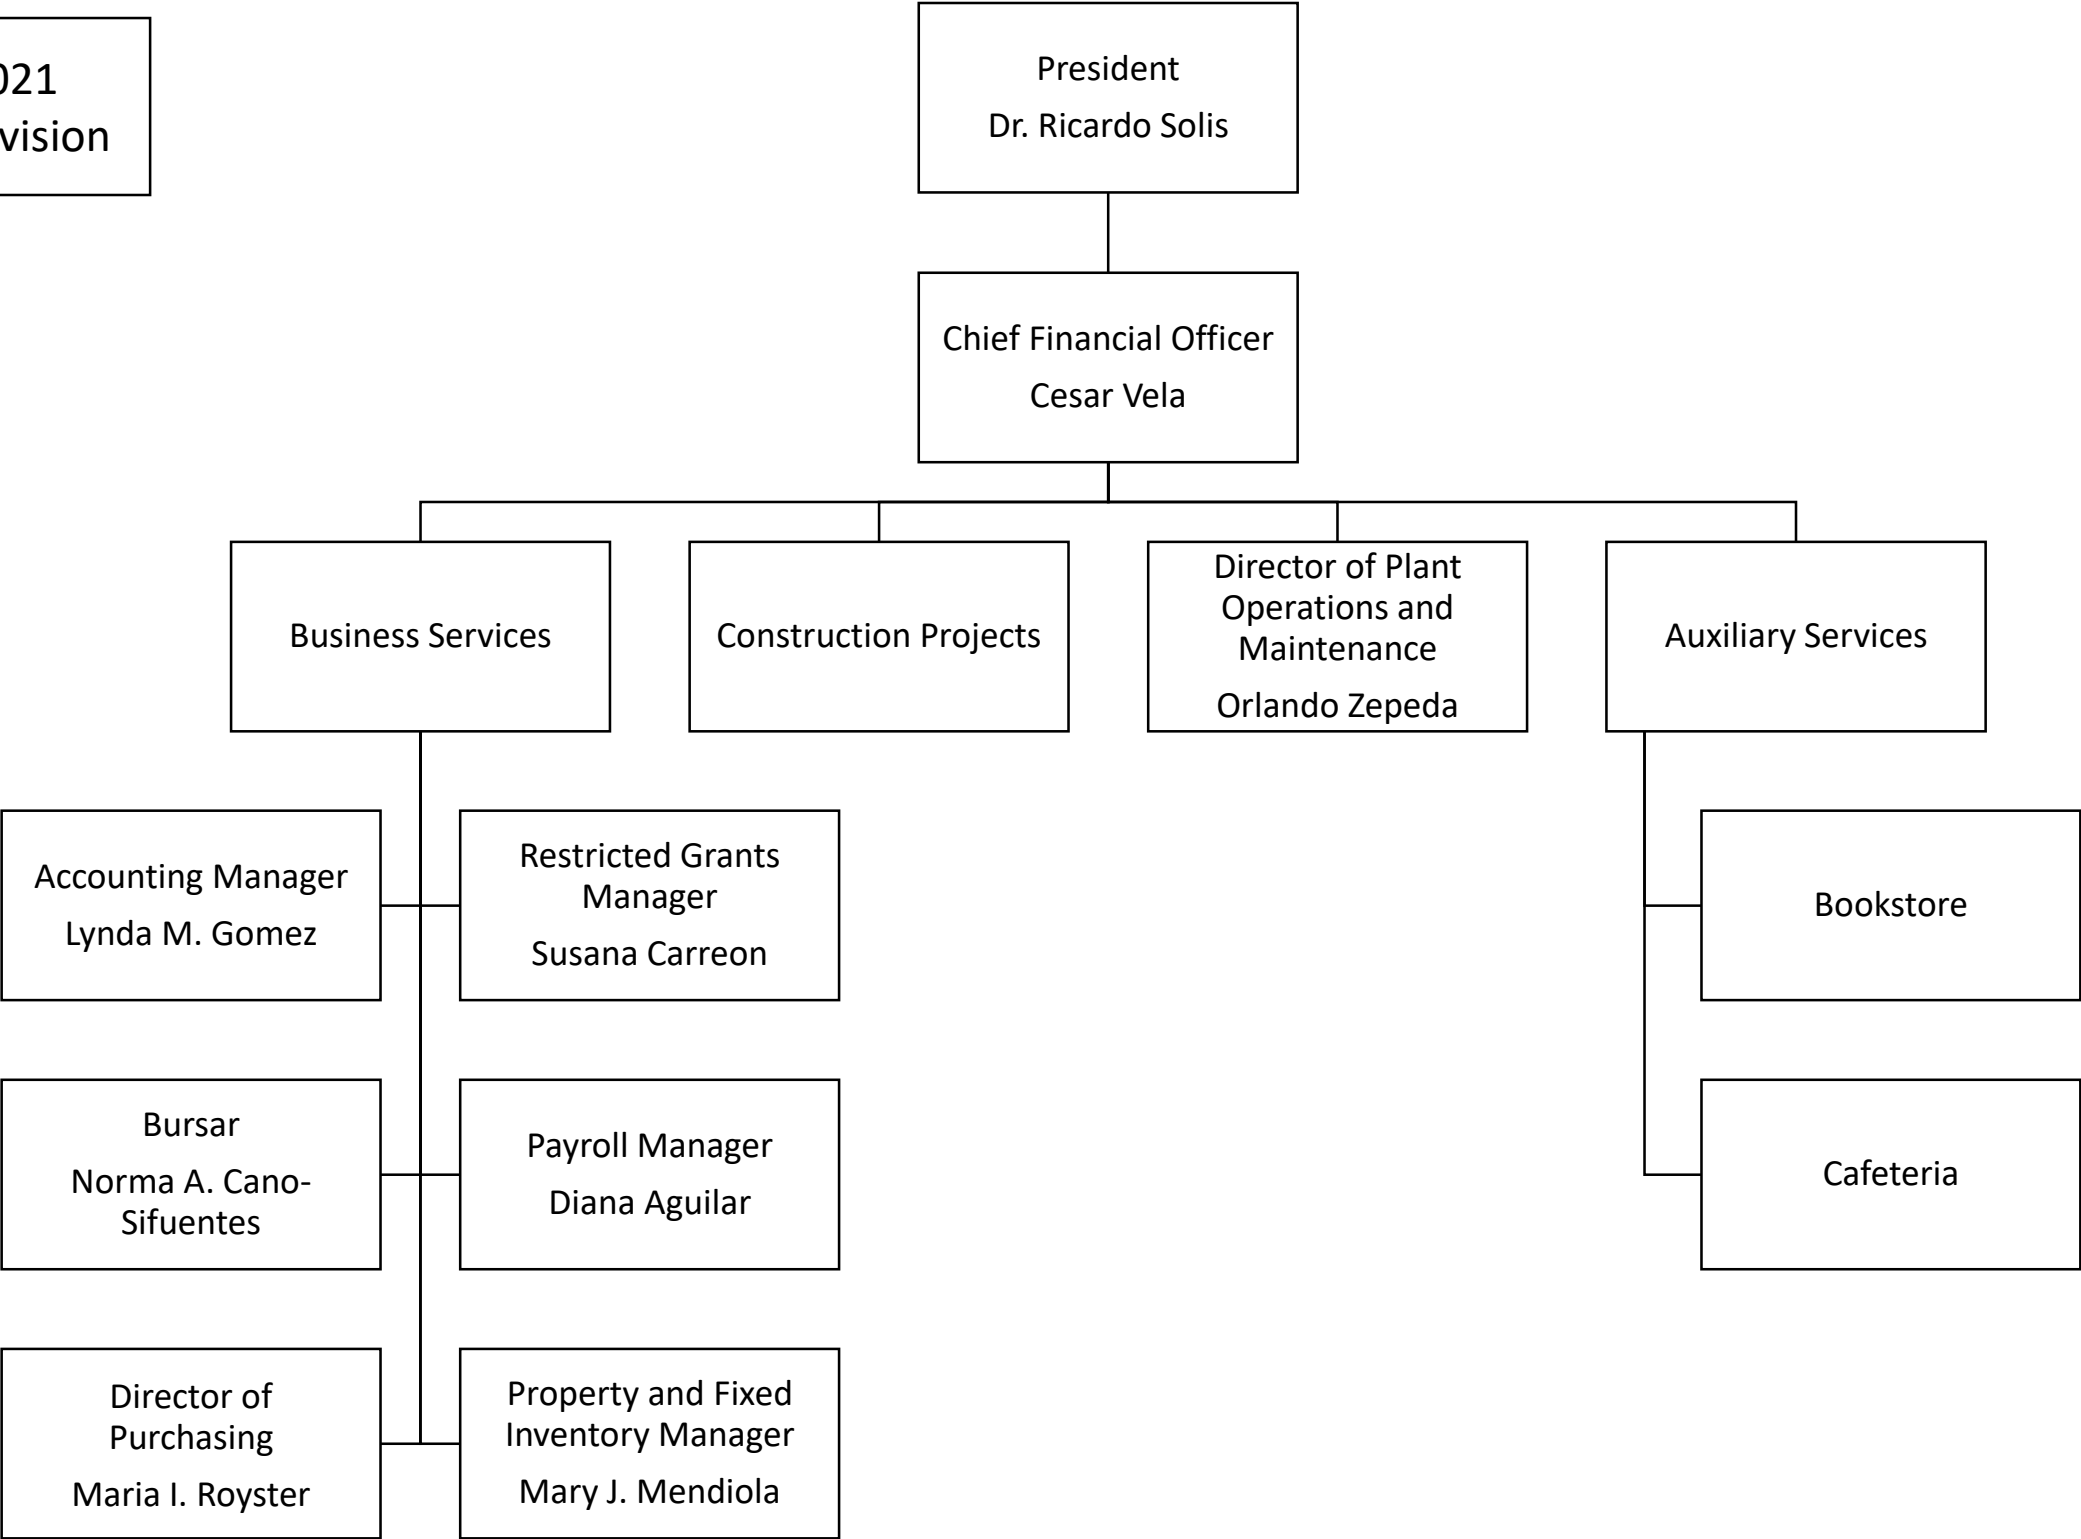 021
vision
President
Dr. Ricardo Solis
Chief Financial Officer
Cesar Vela
Business Services
Construction Projects
Director of Plant
Operations and
Maintenance
Orlando Zepeda
Auxiliary Services
Accounting Manager
Lynda M. Gomez
Restricted Grants
Manager
Susana Carreon
Bookstore
Bursar
Norma A. Cano-
Sifuentes
Payroll Manager
Diana Aguilar
Cafeteria
Director of
Purchasing
Maria I. Royster
Property and Fixed
Inventory Manager
Mary J. Mendiola